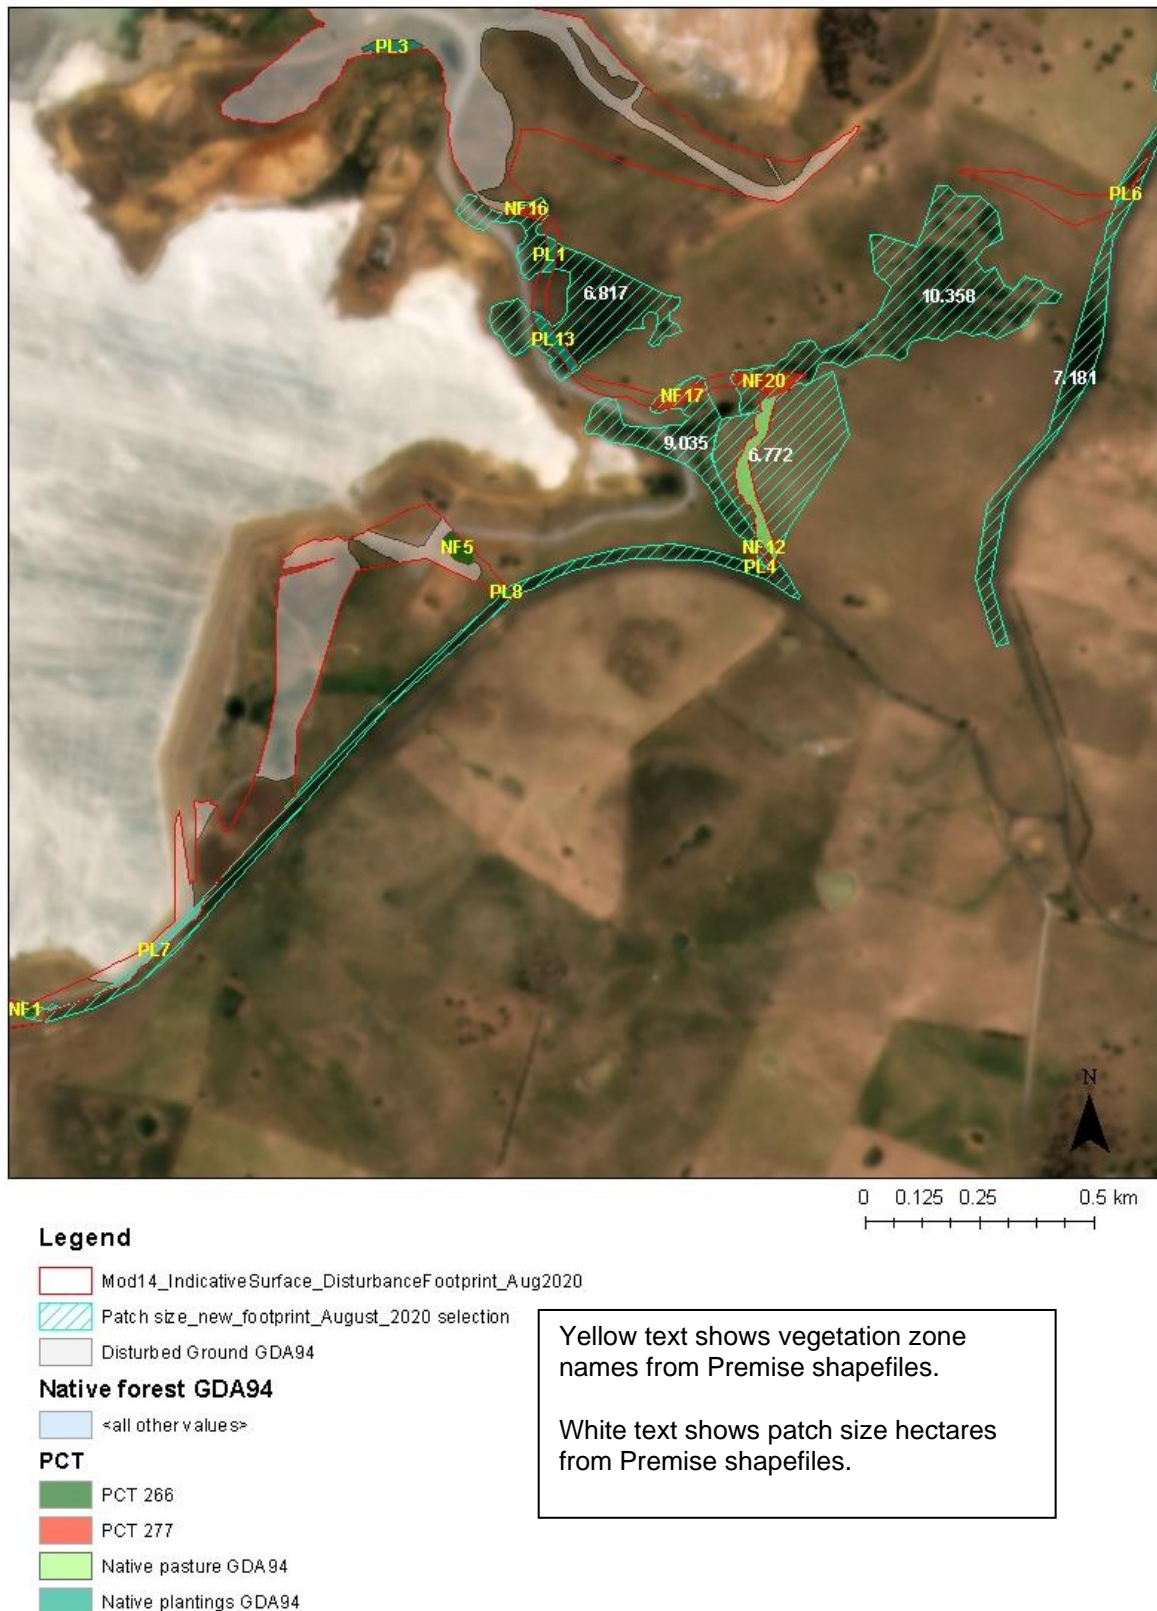 PL3
PL6
NF16
PL1
6.817
10.358
PL13
7.181
NF20
NF17
9.035
6.772
NF5
NF12
PL4
PL8
PL7
NF1
N
0 0.125 0.25 0.5 km
Legend
Mod14_IndicativeSurface_DisturbanceFootprint_Aug2020
Patch size_new_footprint_August_2020 selection
Disturbed Ground GDA94
Native forest GDA94
<all other values>
PCT
PCT 266
PCT 277
Native pasture GDA94
Native plantings GDA94
Yellow text shows vegetation zone
names from Premise shapefiles.
White text shows patch size hectares
from Premise shapefiles.